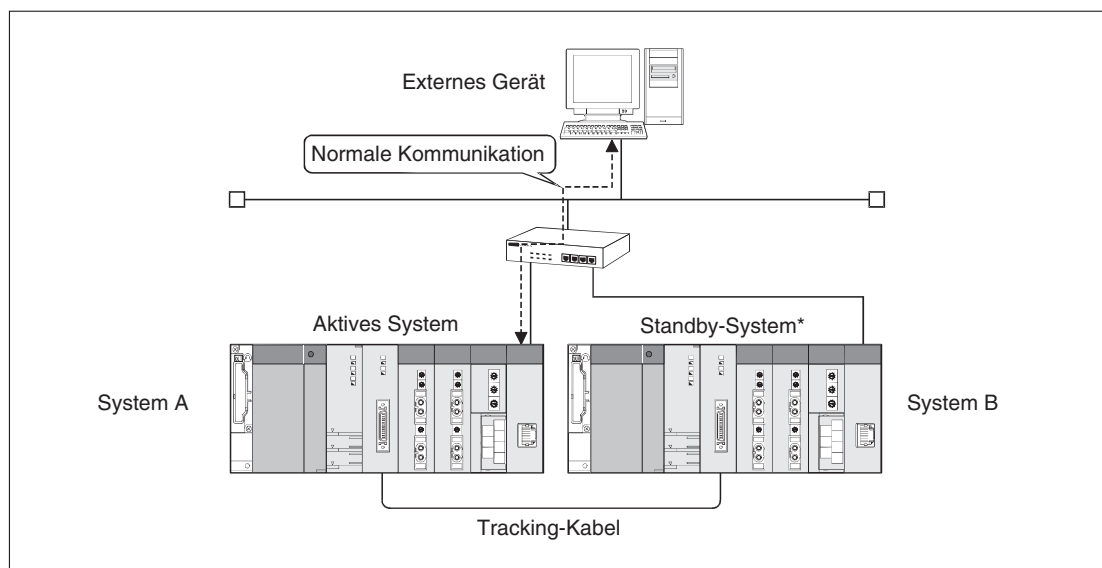 Externes Gerät
Normale Kommunikation
Aktives System
Standby-System*
System A
System B
Tracking-Kabel